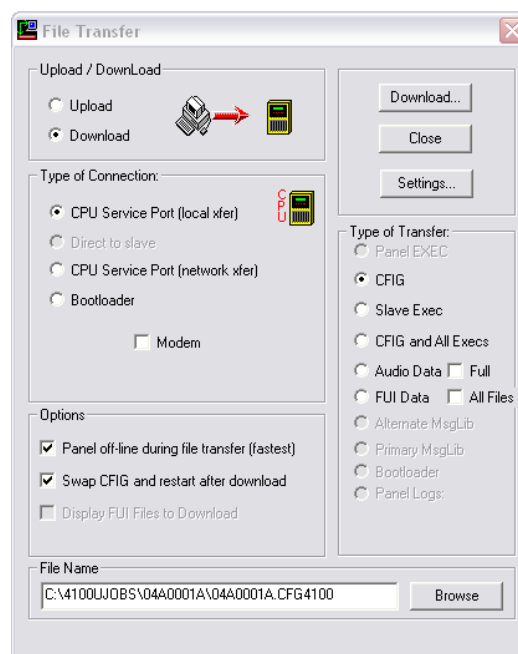 File Transfer
Upload / DownLoad
Upload
Download
Download...
Close
Settings...
Type of Connection:
CPU
CPU Service Port (local xfer)
Direct to slave
CPU Service Port (network xfer)
Bootloader
Modem
Type of Transfer:
Panel EXEC
CFIG
Slave Exec
CFIG and All Execs
Audio Data Full
FUI Data All Files
Alternate MsgLib
Primary MsgLib
Bootloader
Panel Logs:
Options
Panel off-line during file transfer (fastest)
Swap CFIG and restart after download
Display FUI Files to Download
File Name
C:\4100UJOBS\04A0001A\04A0001A.CFG4100
Browse